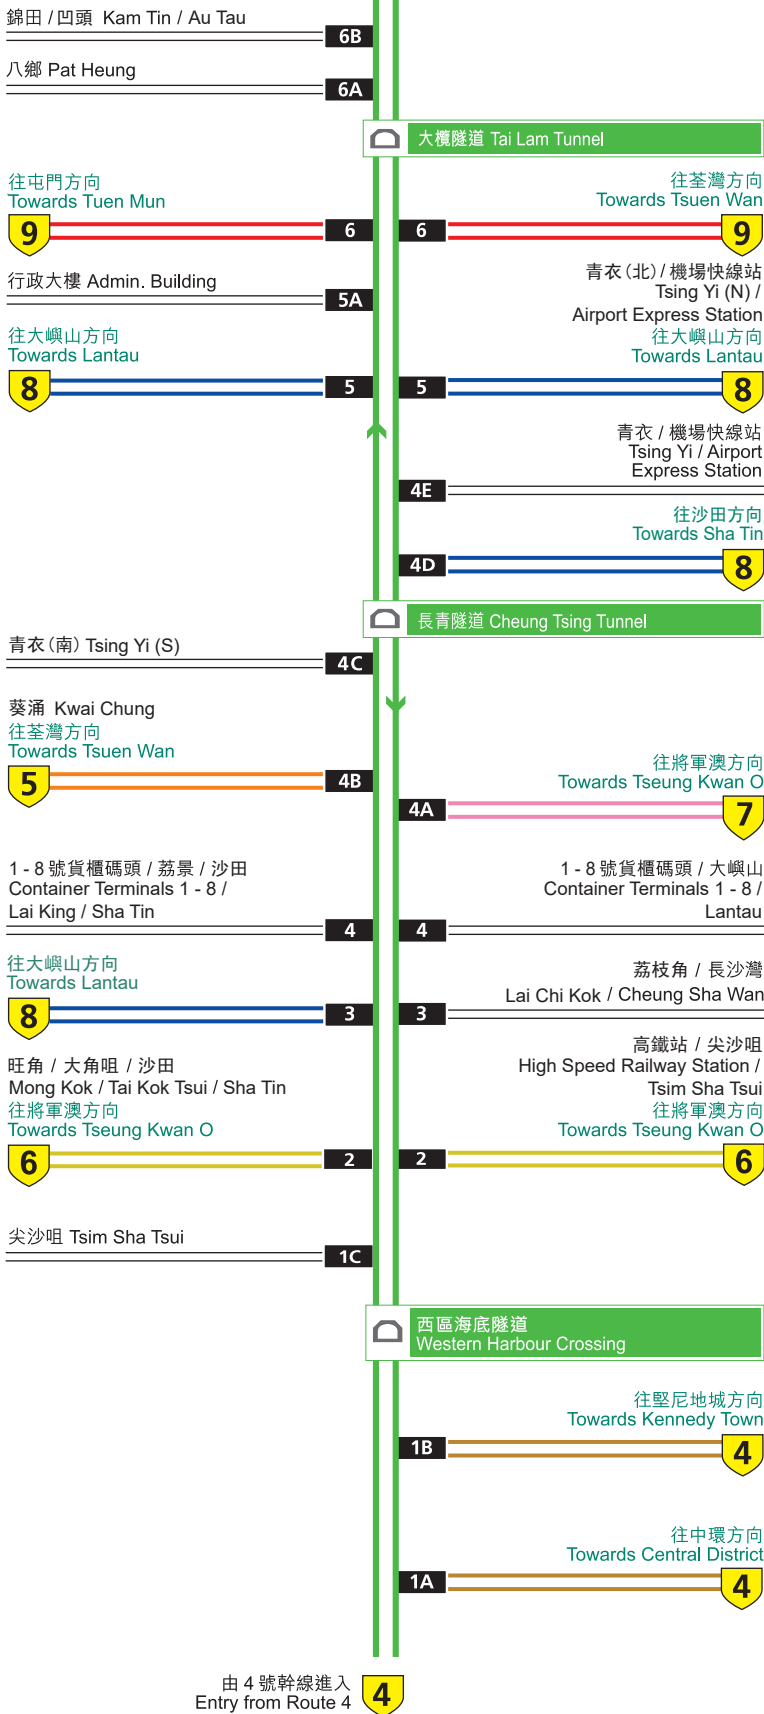 錦田 / 凹頭 Kam Tin / Au Tau
6B
八鄉 Pat Heung
6A
大欖隧道 Tai Lam Tunnel
往屯門方向
Towards Tuen Mun
9
6
往荃灣方向
Towards Tsuen Wan
6
9
行政大樓 Admin. Building
5A
青衣（北）/ 機場快線站
Tsing Yi (N) /
Airport Express Station
往大嶼山方向
Towards Lantau
8
5
往大嶼山方向
Towards Lantau
5
8
青衣 / 機場快線站
Tsing Yi / Airport
Express Station
4E
往沙田方向
Towards Sha Tin
4D
8
長青隧道 Cheung Tsing Tunnel
青衣（南）Tsing Yi (S)
4C
葵涌 Kwai Chung
往荃灣方向
Towards Tsuen Wan
5
4B
往將軍澳方向
Towards Tseung Kwan O
4A
7
1 - 8 號貨櫃碼頭 / 荔景 / 沙田
Container Terminals 1 - 8 /
Lai King / Sha Tin
4
1 - 8 號貨櫃碼頭 / 大嶼山
Container Terminals 1 - 8 /
Lantau
4
往大嶼山方向
Towards Lantau
8
3
荔枝角 / 長沙灣
Lai Chi Kok / Cheung Sha Wan
3
旺角 / 大角咀 / 沙田
Mong Kok / Tai Kok Tsui / Sha Tin
往將軍澳方向
Towards Tseung Kwan O
6
2
高鐵站 / 尖沙咀
High Speed Railway Station /
Tsim Sha Tsui
往將軍澳方向
Towards Tseung Kwan O
2
6
尖沙咀 Tsim Sha Tsui
1C
西區海底隧道
Western Harbour Crossing
往堅尼地城方向
Towards Kennedy Town
1B
4
往中環方向
Towards Central District
1A
4
由 4 號幹線進入
Entry from Route 4
4